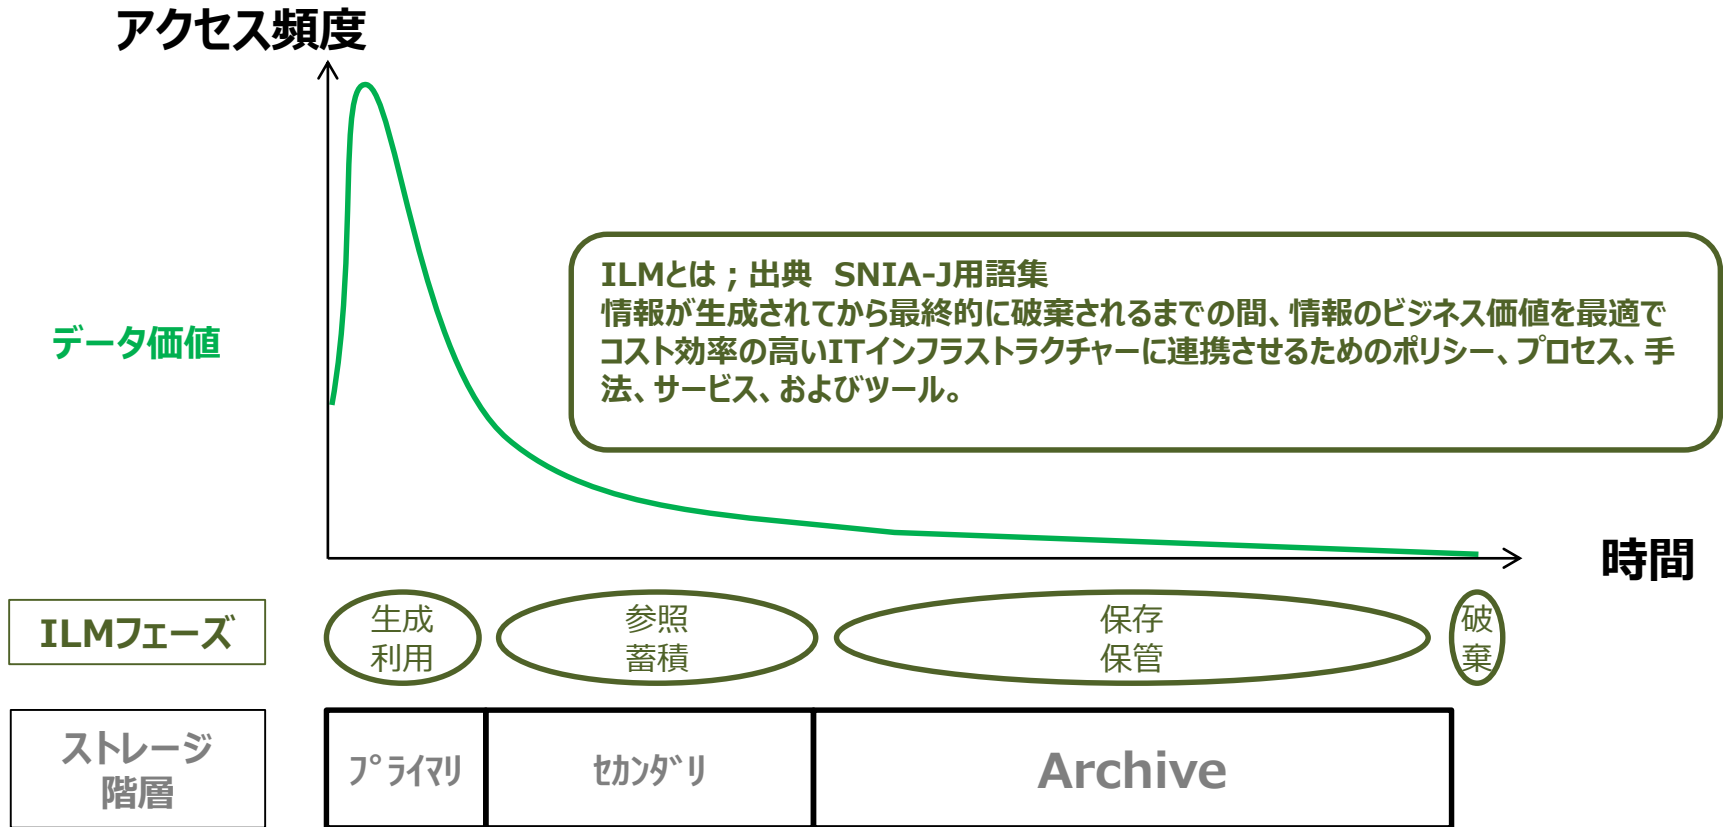 アクセス頻度
ILMとは；出典 SNIA-J用語集
情報が生成されてから最終的に破棄されるまでの間、情報のビジネス価値を最適で
コスト効率の高いITインフラストラクチャーに連携させるためのポリシー、プロセス、手
法、サービス、およびツール。
データ価値
時間
ILMフェーズ
生成
利用
参照
蓄積
保存
保管
破
棄
ストレージ
階層
ﾌﾟﾗｲﾏﾘ
ｾｶﾝﾀﾞﾘ
Archive